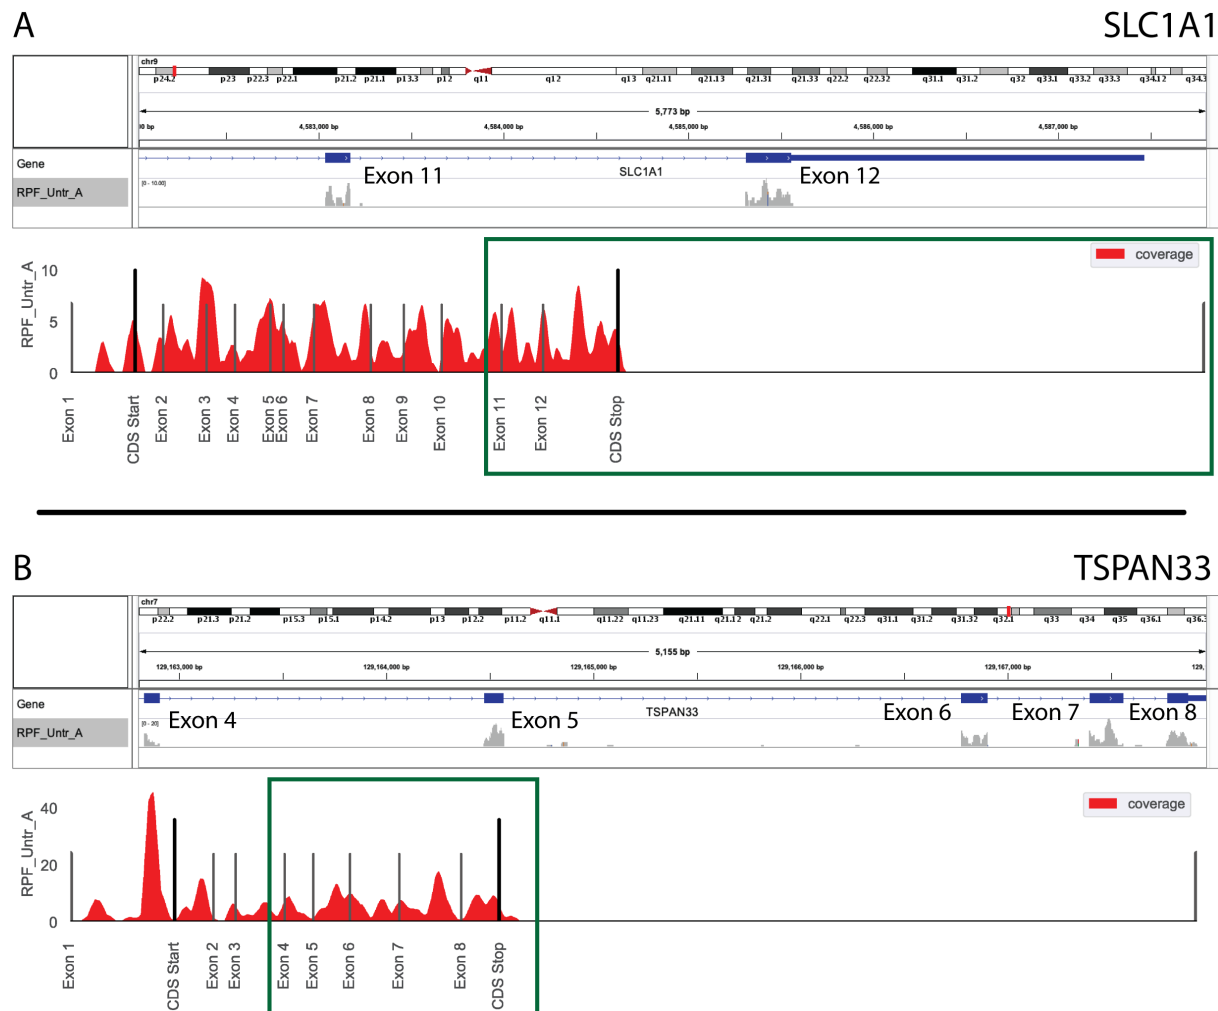 A
SLC1A1
chr9
p24.2 p23 p22.3 p22.1 p21.2 p21.1 p13.3 p12 q11 q12 q13 q21.11 q21.13 q21.31 q21.33 q22.2 q22.32 q31.1 q31.2 q32 q33.1 q33.2 q33.3 q34.12 q34.3
5,773 bp
00 bp 4,583,000 bp 4,584,000 bp 4,585,000 bp 4,586,000 bp 4,587,000 bp
Gene
Exon 11 SLC1A1 Exon 12
RPF_Untr_A [0 - 10.00]
coverage
RPF_Untr_A
10
5
0
Exon 1 CDS Start Exon 2 Exon 3 Exon 4 Exon 5 Exon 6 Exon 7 Exon 8 Exon 9 Exon 10 Exon 11 Exon 12 CDS Stop
B
TSPAN33
chr7
p22.2 p21.3 p21.2 p15.3 p15.1 p14.2 p13 p12.2 p11.2 q11.1 q11.22 q11.23 q21.11 q21.12 q21.2 q22.1 q22.3 q31.1 q31.2 q31.32 q32.1 q33 q34 q35 q36.1 q36.3
5,155 bp
129,163,000 bp 129,164,000 bp 129,165,000 bp 129,166,000 bp 129,167,000 bp 129,
Gene
Exon 4 Exon 5 TSPAN33 Exon 6 Exon 7 Exon 8
RPF_Untr_A [0 - 20]
coverage
RPF_Untr_A
40
20
0
Exon 1 CDS Start Exon 2 Exon 3 Exon 4 Exon 5 Exon 6 Exon 7 Exon 8 CDS Stop